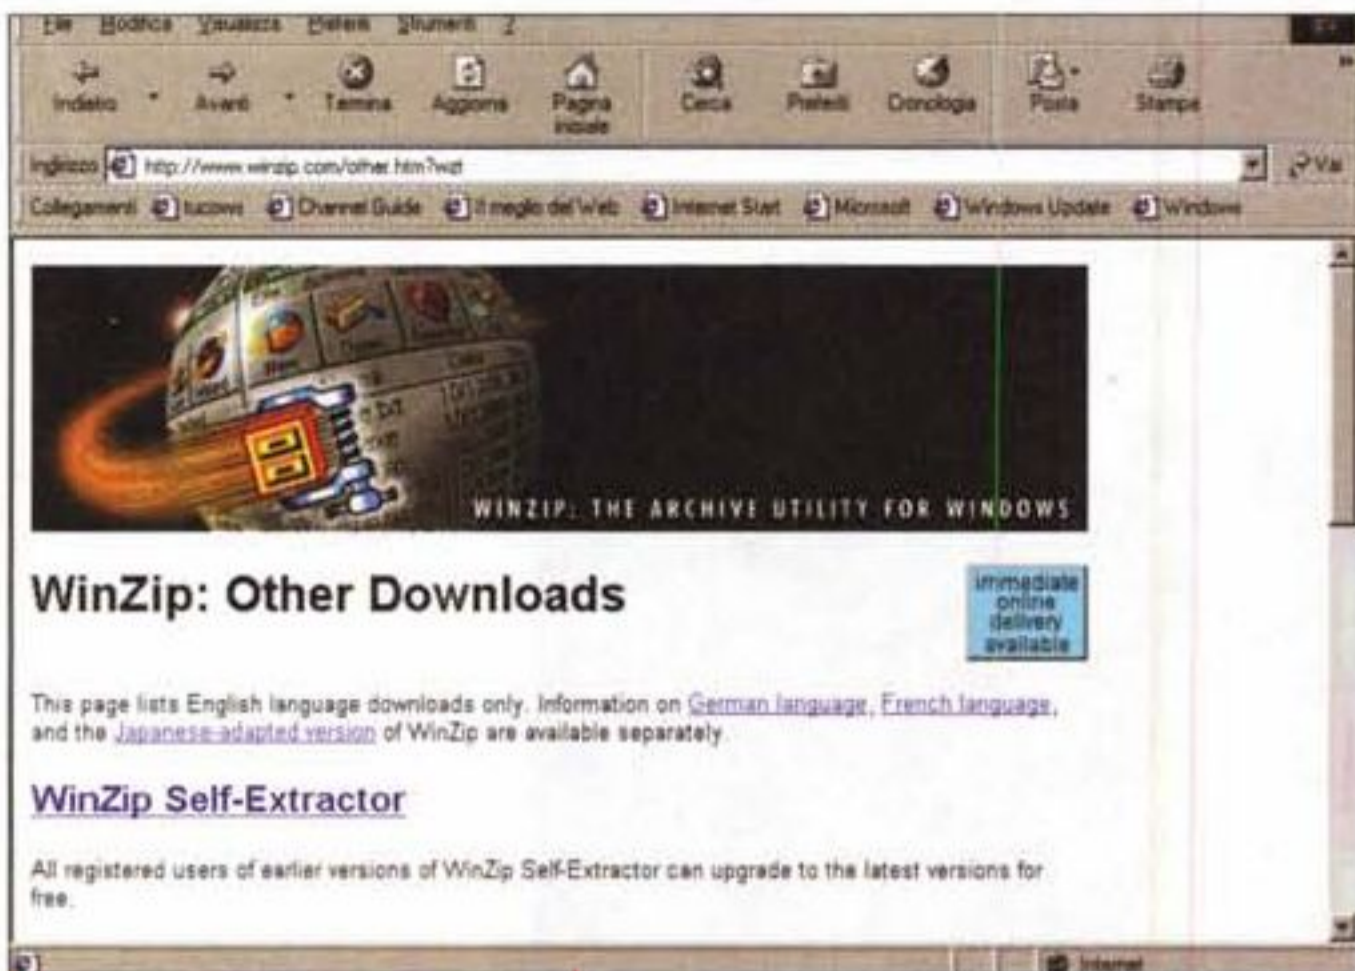 File Modifica Visualizza Preferiti Strumenti ?
Indietro Avanti Termina Aggiorna Pagina iniziale Cerca Preferiti Cronologia Posta Stampa
Indirizzo http://www.winzip.com/other.htm?wzt Vai
Collegamenti tucows Channel Guide Il meglio del Web Internet Start Microsoft Windows Update Windows
WINZIP: THE ARCHIVE UTILITY FOR WINDOWS
WinZip: Other Downloads
immediate
online
delivery
available
This page lists English language downloads only. Information on German language, French language,
and the Japanese-adapted version of WinZip are available separately.
WinZip Self-Extractor
All registered users of earlier versions of WinZip Self-Extractor can upgrade to the latest versions for
free.
Internet